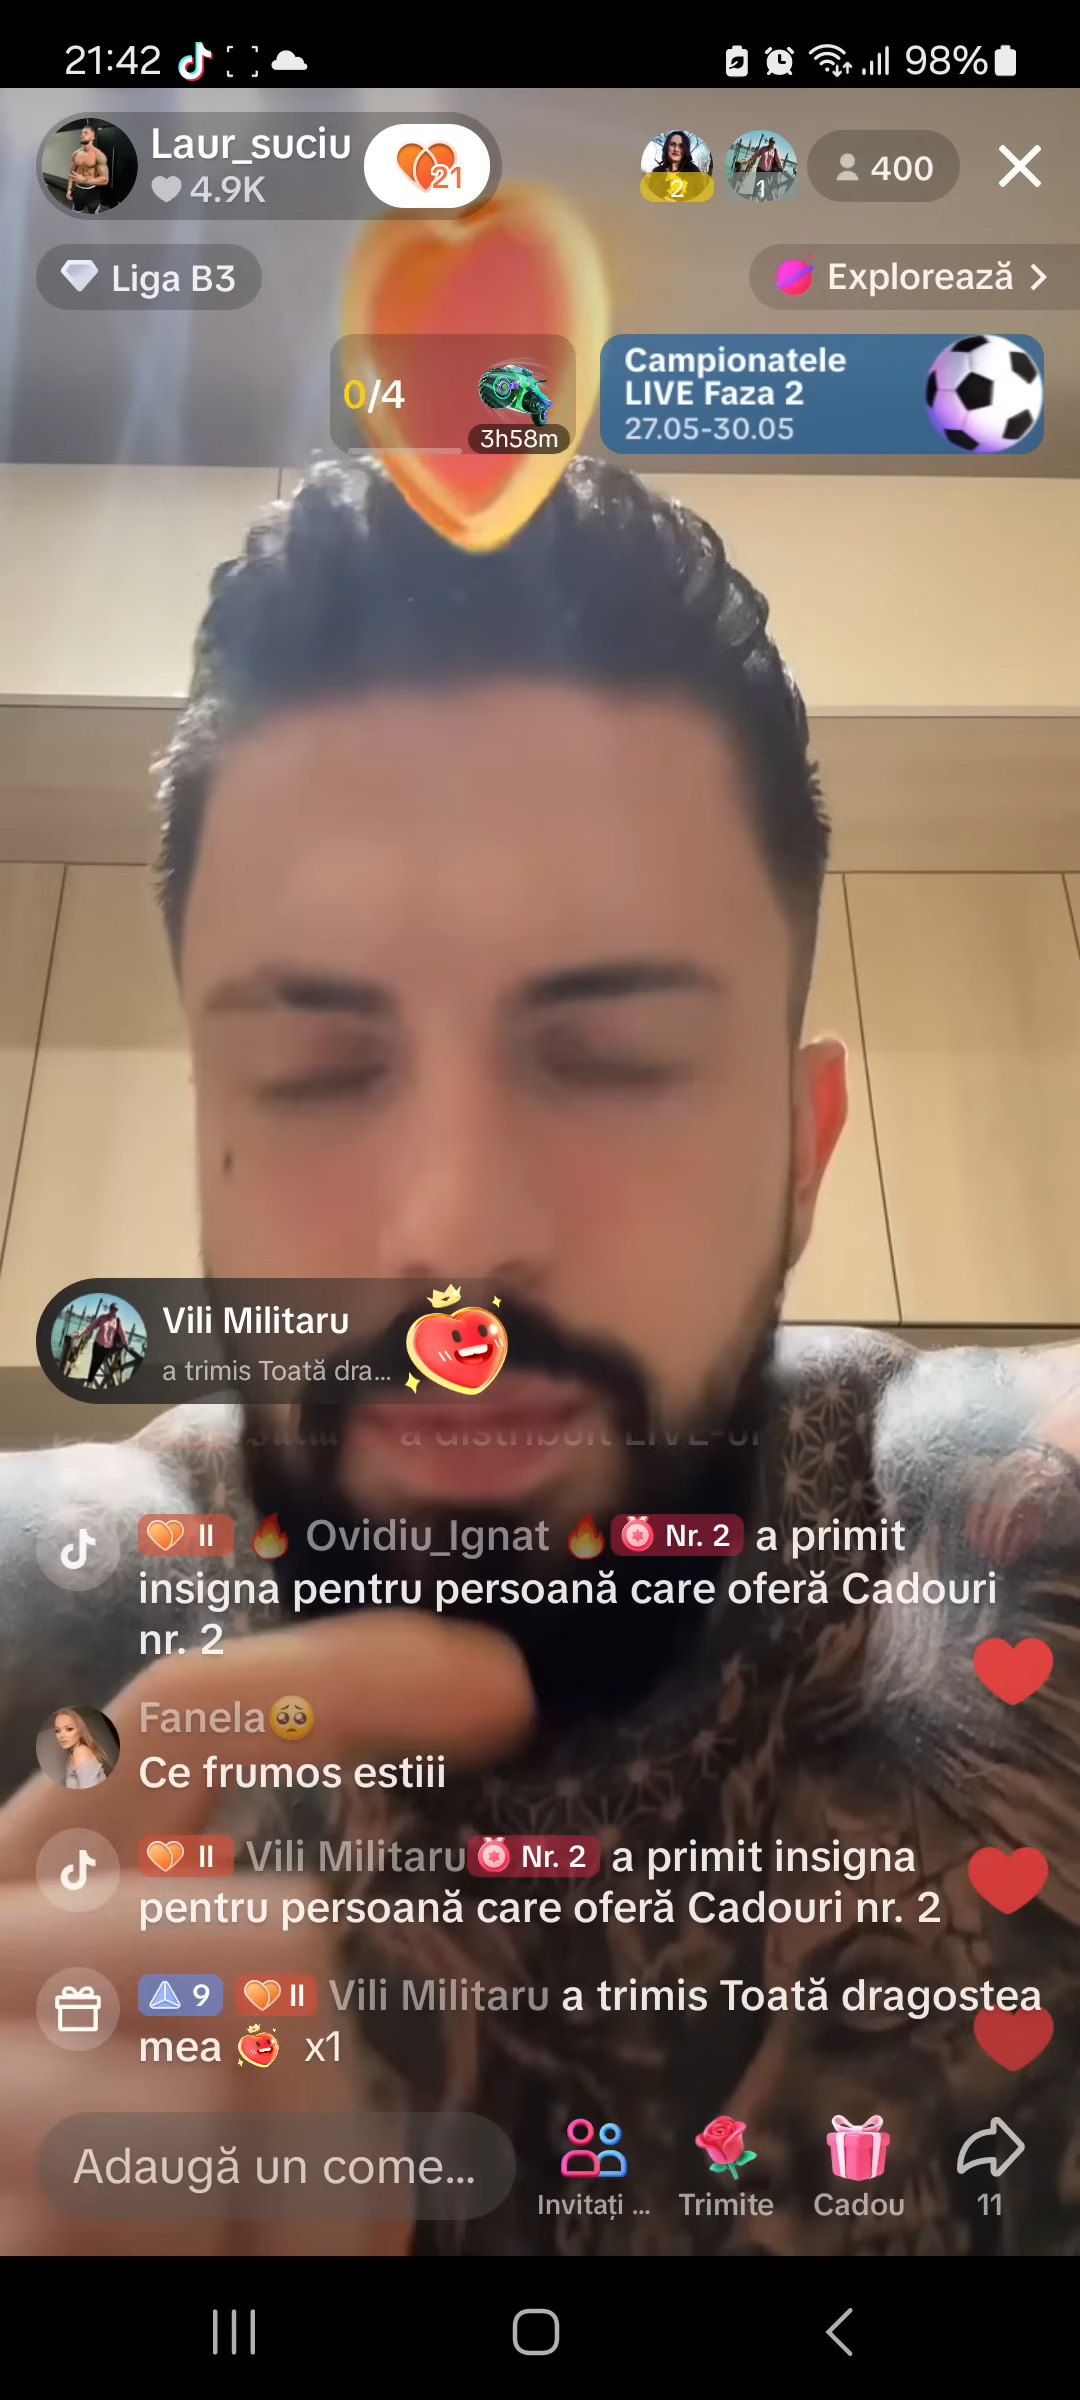 21:42
98%
Laur_suciu
4.9K
21
2
1
400
Liga B3
Explorează
0/4
3h58m
Campionatele
LIVE Faza 2
27.05-30.05
Vili Militaru
a trimis Toată dra...
a distribuit LIVE-ul
II 🔥 Ovidiu_Ignat 🔥 Nr. 2 a primit
insigna pentru persoană care oferă Cadouri
nr. 2
Fanela🥺
Ce frumos estiii
II Vili Militaru Nr. 2 a primit insigna
pentru persoană care oferă Cadouri nr. 2
9 II Vili Militaru a trimis Toată dragostea
mea x1
Adaugă un come...
Invitați ...
Trimite
Cadou
11